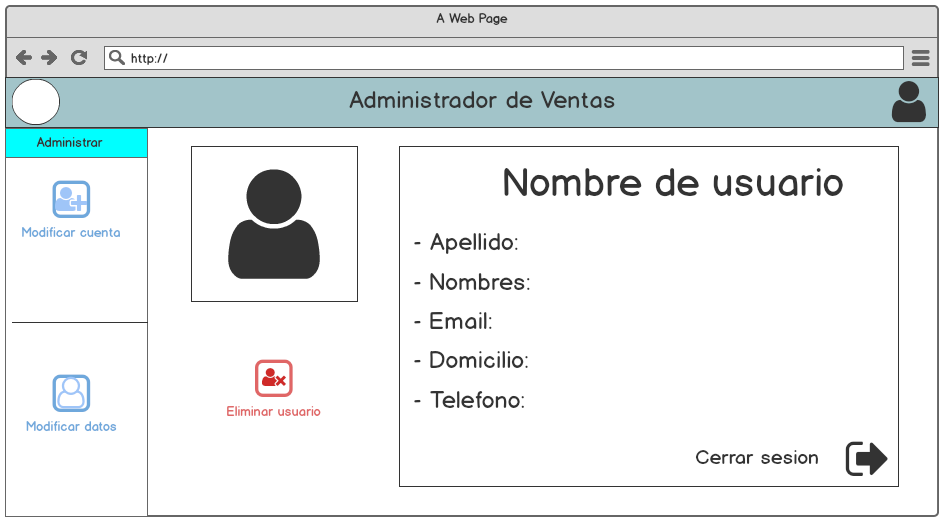 A Web Page
http://
Administrador de Ventas
Administrar
Modificar cuenta
Modificar datos
Eliminar usuario
Nombre de usuario
- Apellido:
- Nombres:
- Email:
- Domicilio:
- Telefono:
Cerrar sesion